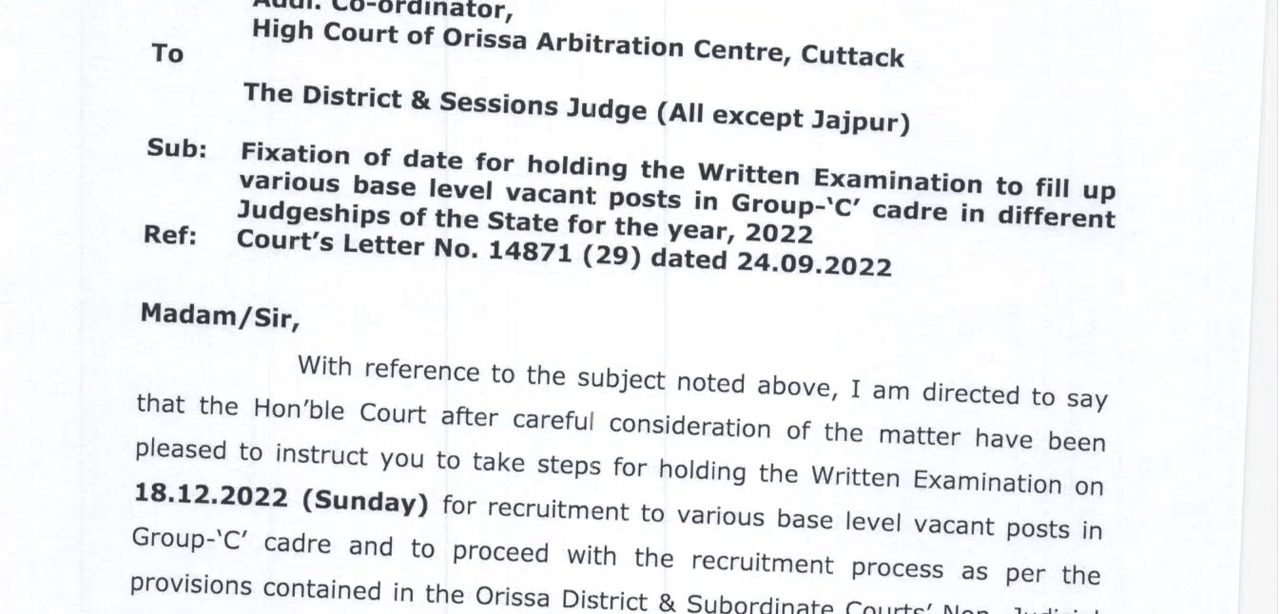 Addl. Co-ordinator,
High Court of Orissa Arbitration Centre, Cuttack
To
The District & Sessions Judge (All except Jajpur)
Sub: Fixation of date for holding the Written Examination to fill up
various base level vacant posts in Group-‘C’ cadre in different
Judgeships of the State for the year, 2022
Ref: Court’s Letter No. 14871 (29) dated 24.09.2022
Madam/Sir,
With reference to the subject noted above, I am directed to say
that the Hon’ble Court after careful consideration of the matter have been
pleased to instruct you to take steps for holding the Written Examination on
18.12.2022 (Sunday) for recruitment to various base level vacant posts in
Group-‘C’ cadre and to proceed with the recruitment process as per the
provisions contained in the Orissa District & Subordinate Courts’ Non-Judicial